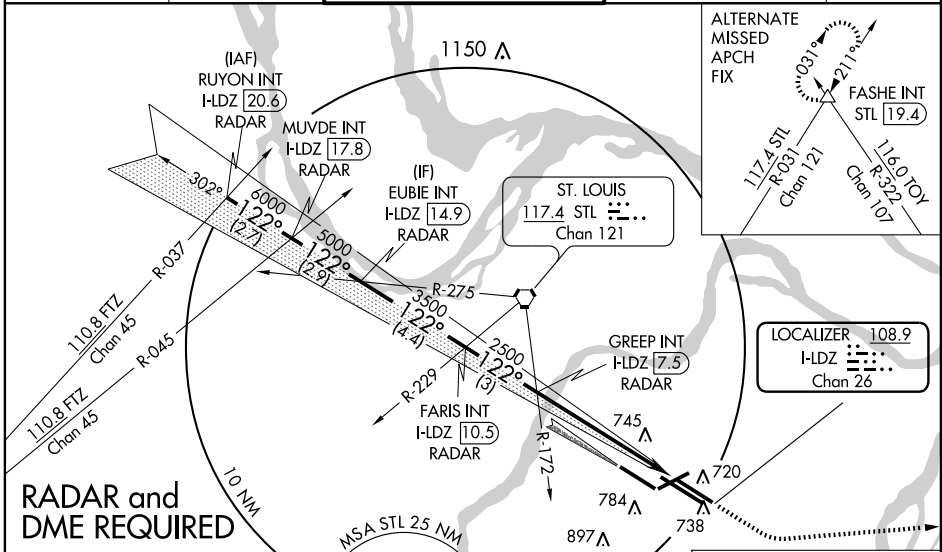 1150
ALTERNATE
MISSED
APCH
FIX
031°
211°
FASHE INT
STL 19.4
117.4 STL
R-031
Chan 121
116.0 TOY
R-322
Chan 107
(IAF)
RUYON INT
I-LDZ 20.6
RADAR
MUVDE INT
I-LDZ 17.8
RADAR
(IF)
EUBIE INT
I-LDZ 14.9
RADAR
ST. LOUIS
117.4 STL
Chan 121
302°
6000
122°
(2.7)
5000
122°
(2.9)
3500
122°
(4.4)
2500
122°
(3)
R-037
R-045
R-275
R-229
R-172
110.8 FTZ
Chan 45
110.8 FTZ
Chan 45
GREEP INT
I-LDZ 7.5
RADAR
FARIS INT
I-LDZ 10.5
RADAR
LOCALIZER 108.9
I-LDZ
Chan 26
745
720
784
738
897
10 NM
MSA STL 25 NM
RADAR and
DME REQUIRED